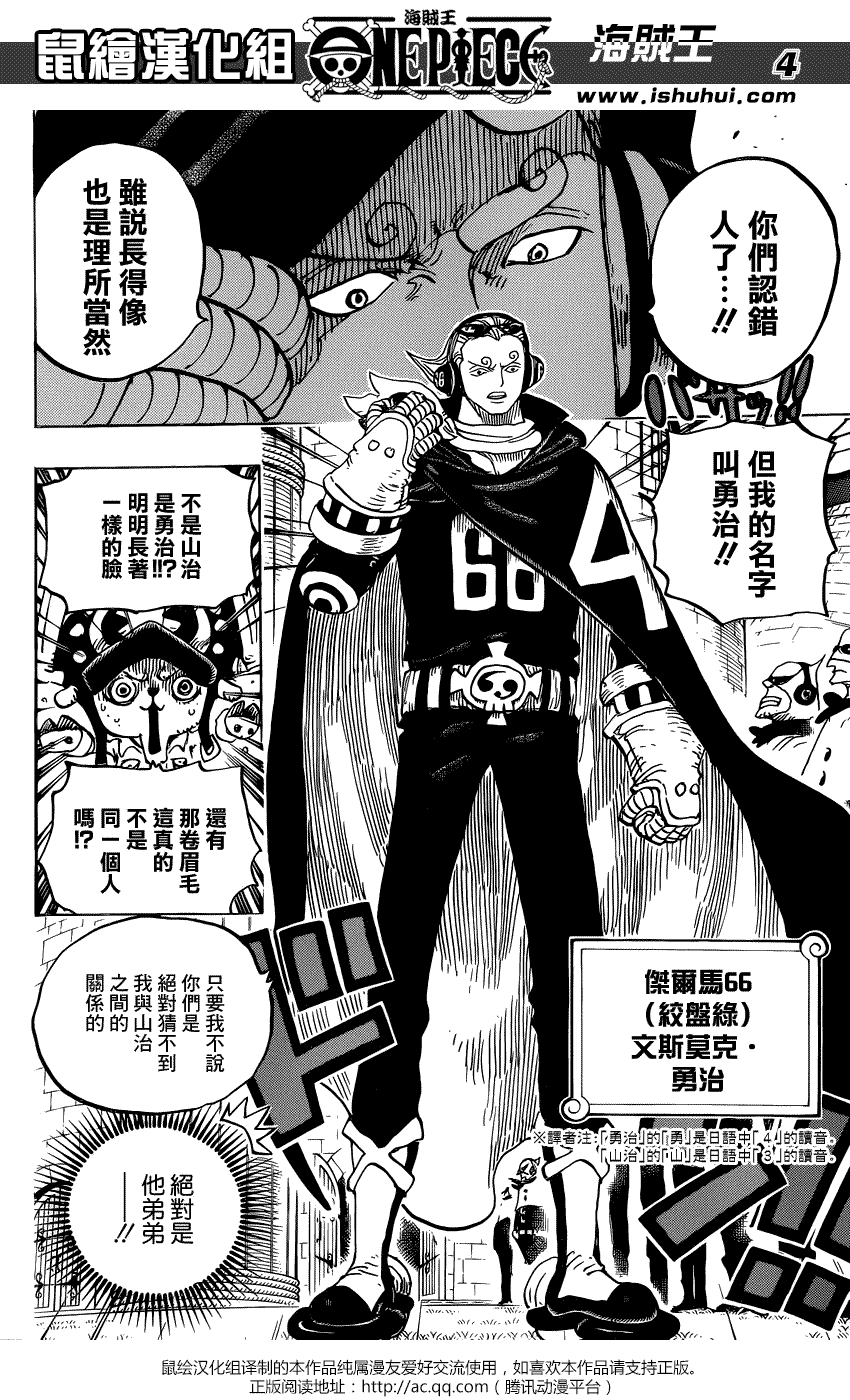 鼠繪漢化組
海賊王
ONE PIECE
海賊王
4
www.ishuhui.com
你們認錯
人了…!!
雖説長得像
也是理所當然
バサッ!!
但我的名字
叫勇治!!
66
4
不是山治
是勇治!!?
明明長著
一樣的臉
還有
那卷眉毛
這真的
不是
同一個人
嗎!?
只要我不說
你們是
絕對猜不到
我與山治
之間的
關係的
絕對是
他弟弟
——!!
ドドン!!
傑爾馬66
（絞盤綠）
文斯莫克·
勇治
※譯者注:「勇治」的「勇」是日語中「4」的讀音.
「山治」的「山」是日語中「3」的讀音.
鼠绘汉化组译制的本作品纯属漫友爱好交流使用，如喜欢本作品请支持正版。
正版阅读地址：http://ac.qq.com（腾讯动漫平台）